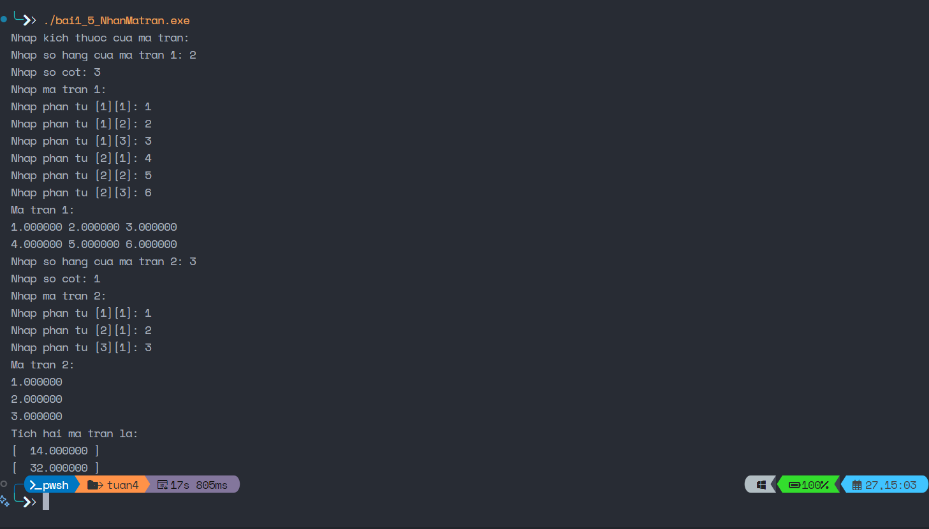 ./bai1_5_NhanMatran.exe
Nhap kich thuoc cua ma tran:
Nhap so hang cua ma tran 1: 2
Nhap so cot: 3
Nhap ma tran 1:
Nhap phan tu [1][1]: 1
Nhap phan tu [1][2]: 2
Nhap phan tu [1][3]: 3
Nhap phan tu [2][1]: 4
Nhap phan tu [2][2]: 5
Nhap phan tu [2][3]: 6
Ma tran 1:
1.000000 2.000000 3.000000
4.000000 5.000000 6.000000
Nhap so hang cua ma tran 2: 3
Nhap so cot: 1
Nhap ma tran 2:
Nhap phan tu [1][1]: 1
Nhap phan tu [2][1]: 2
Nhap phan tu [3][1]: 3
Ma tran 2:
1.000000
2.000000
3.000000
Tich hai ma tran la:
[  14.000000 ]
[  32.000000 ]
pwsh tuan4 17s 805ms 100% 27,15:03